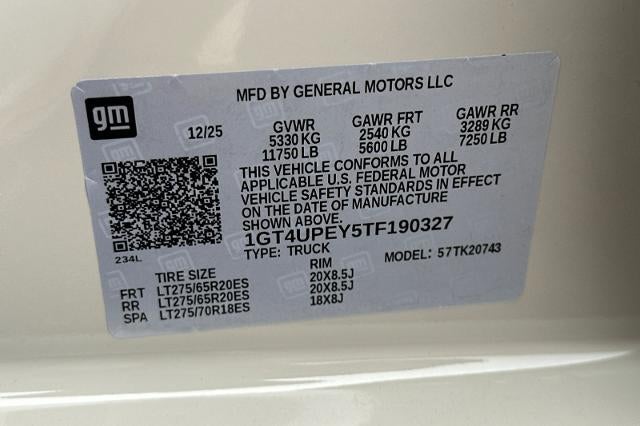 MFD BY GENERAL MOTORS LLC
gm
12/25 GVWR GAWR FRT GAWR RR
5330 KG 2540 KG 3289 KG
11750 LB 5600 LB 7250 LB
THIS VEHICLE CONFORMS TO ALL
APPLICABLE U.S. FEDERAL MOTOR
VEHICLE SAFETY STANDARDS IN EFFECT
ON THE DATE OF MANUFACTURE
SHOWN ABOVE.
1GT4UPEY5TF190327
234L TYPE: TRUCK MODEL: 57TK20743
TIRE SIZE RIM
FRT LT275/65R20ES 20X8.5J
RR LT275/65R20ES 20X8.5J
SPA LT275/70R18ES 18X8J